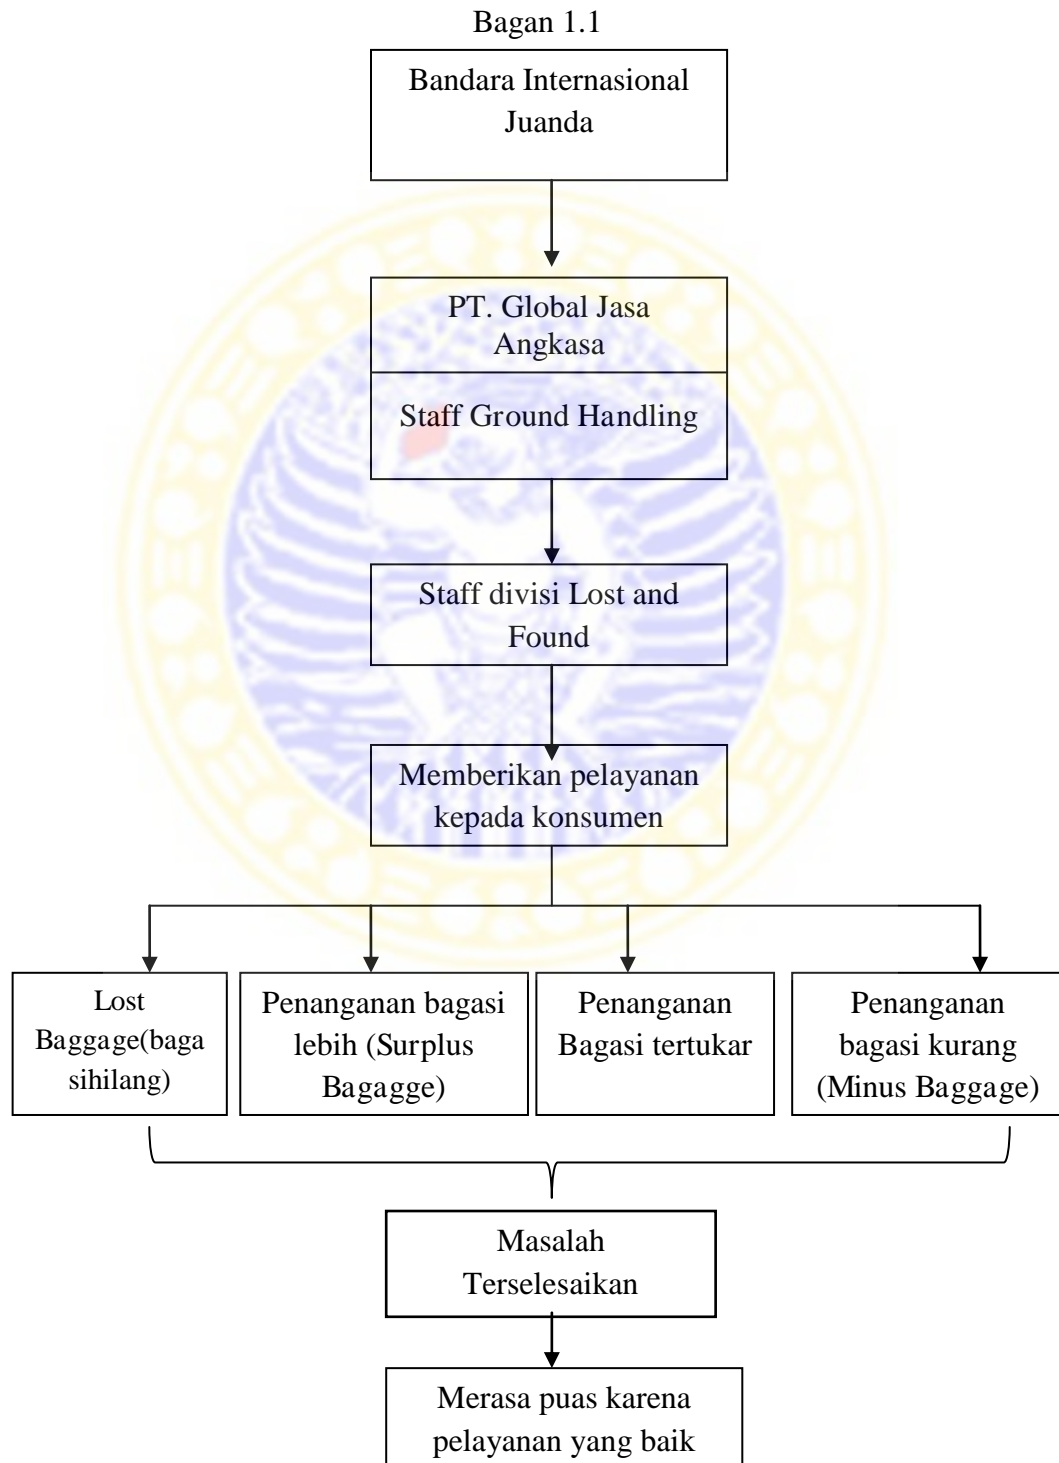 Bagan 1.1
Bandara Internasional
Juanda
PT. Global Jasa
Angkasa
Staff Ground Handling
Staff divisi Lost and
Found
Memberikan pelayanan
kepada konsumen
Lost
Baggage(baga
sihilang)
Penanganan bagasi
lebih (Surplus
Bagagge)
Penanganan
Bagasi tertukar
Penanganan
bagasi kurang
(Minus Baggage)
Masalah
Terselesaikan
Merasa puas karena
pelayanan yang baik